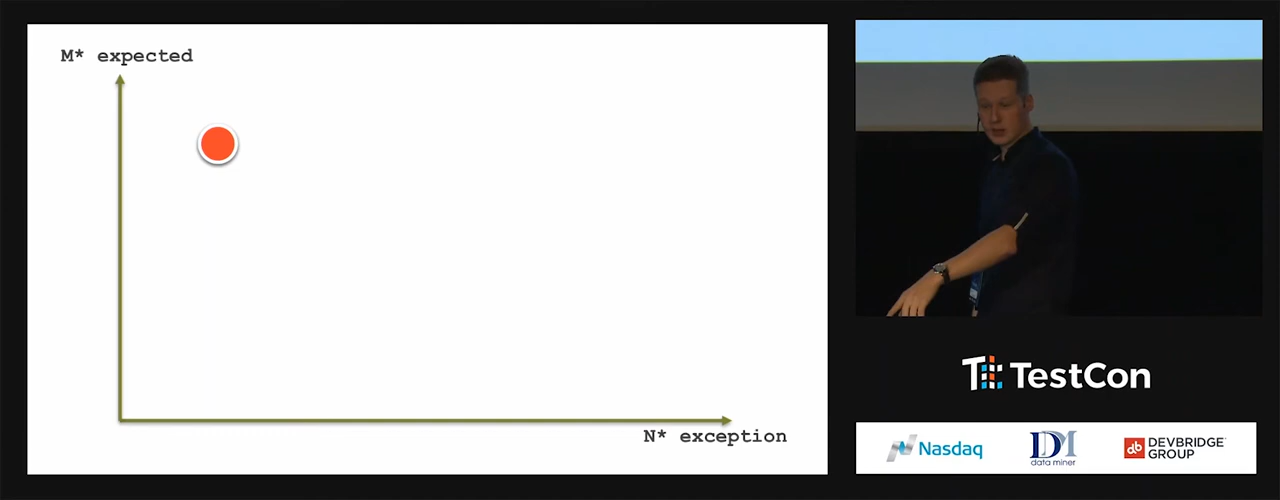 M* expected
N* exception
TestCon
Nasdaq
DM
data miner
db DEVBRIDGE
GROUP